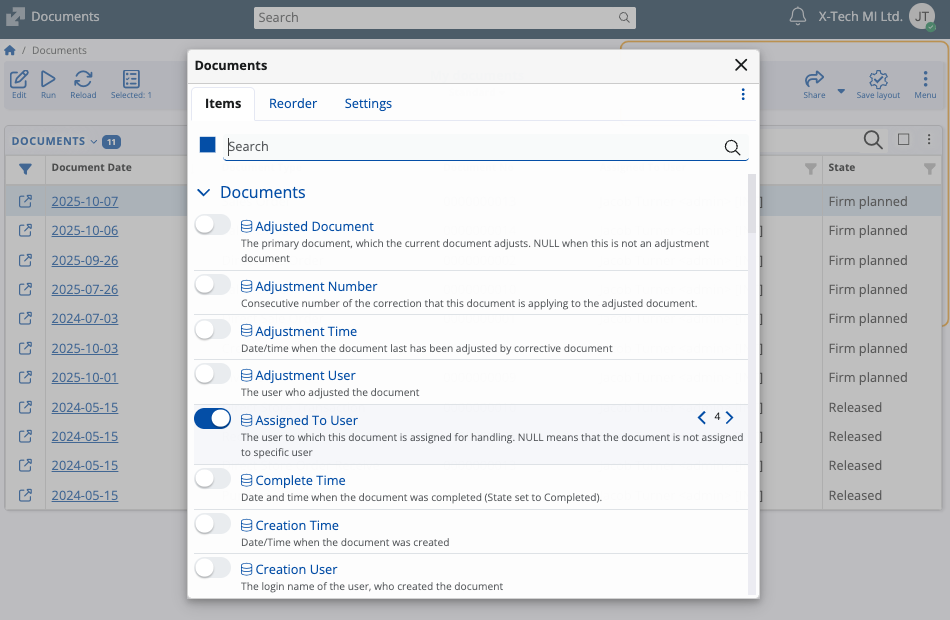 Documents
Search
X-Tech MI Ltd.
JT
/ Documents
Edit
Run
Reload
Selected: 1
Share
Save layout
Menu
DOCUMENTS
11
Document Date
State
2025-10-07
Firm planned
2025-10-06
Firm planned
2025-09-26
Firm planned
2025-07-26
Firm planned
2024-07-03
Firm planned
2025-10-03
Firm planned
2025-10-01
Firm planned
2024-05-15
Released
2024-05-15
Released
2024-05-15
Released
2024-05-15
Released
Documents
Items
Reorder
Settings
Search
Documents
Adjusted Document
The primary document, which the current document adjusts. NULL when this is not an adjustment
document
Adjustment Number
Consecutive number of the correction that this document is applying to the adjusted document.
Adjustment Time
Date/time when the document last has been adjusted by corrective document
Adjustment User
The user who adjusted the document
Assigned To User
4
The user to which this document is assigned for handling. NULL means that the document is not assigned
to specific user
Complete Time
Date and time when the document was completed (State set to Completed).
Creation Time
Date/Time when the document was created
Creation User
The login name of the user, who created the document